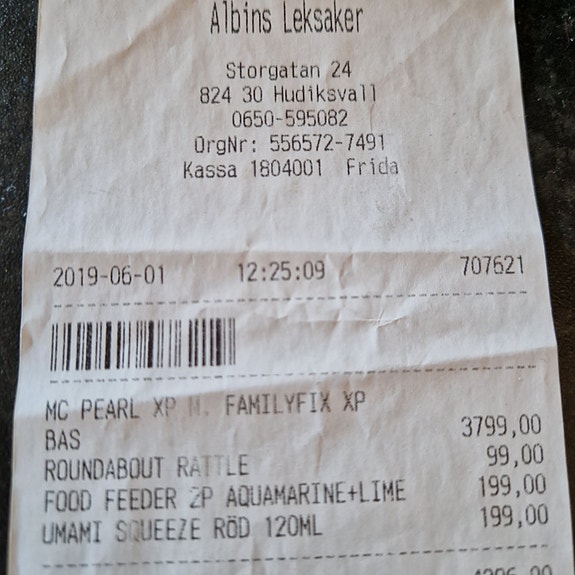 Albins Leksaker
Storgatan 24
824 30 Hudiksvall
0650-595082
OrgNr: 556572-7491
Kassa 1804001 Frida
2019-06-01 12:25:09 707621
MC PEARL XP FAMILYFIX XP
BAS 3799,00
ROUNDABOUT RATTLE 99,00
FOOD FEEDER 2P AQUAMARINE+LIME 199,00
UMAMI SQUEEZE RÖD 120ML 199,00